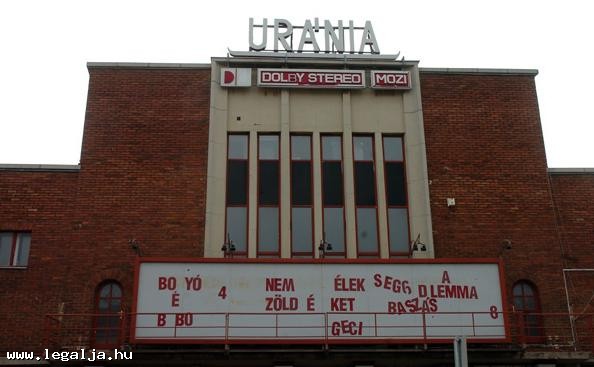 URÁNIA
DOLBY STEREO MOZI
BO YÓ 4 NEM ÉLEK SEGG D A
É ZÖLD É KET BASZÁS LEMMA
B BÓ GECI 8
www.legalja.hu